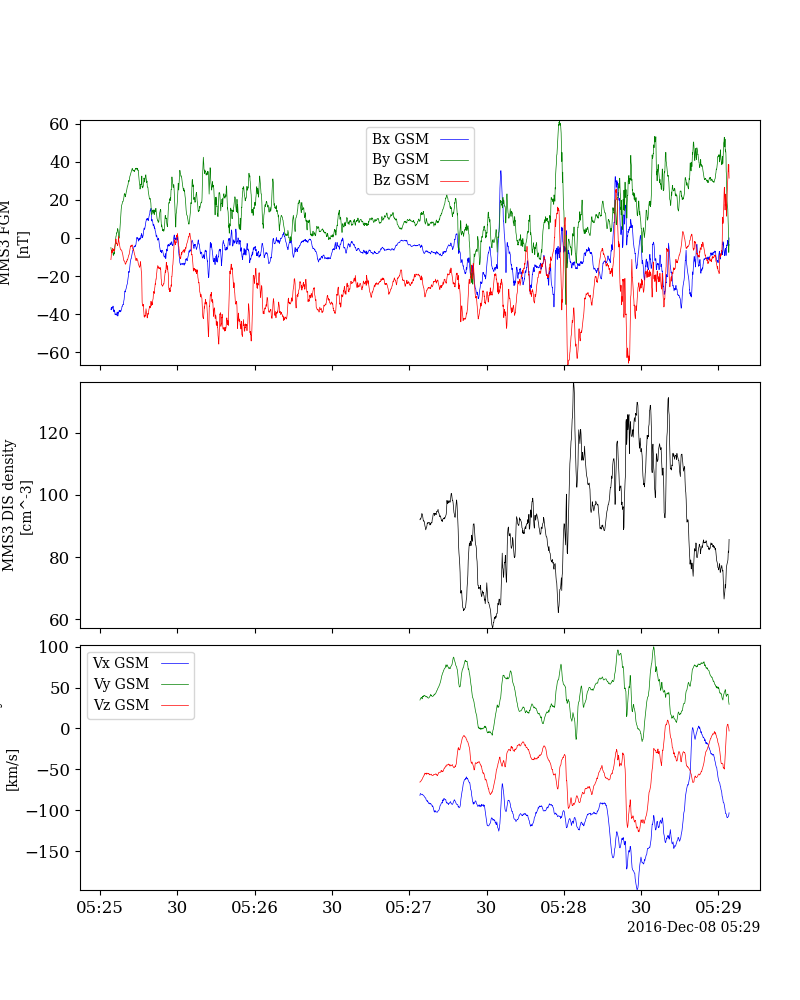 60
40
20
0
−20
−40
−60
MMS3 FGM
[nT]
Bx GSM
By GSM
Bz GSM
120
100
80
60
MMS3 DIS density
[cm^-3]
100
50
0
−50
−100
−150
[km/s]
Vx GSM
Vy GSM
Vz GSM
05:25 30 05:26 30 05:27 30 05:28 30 05:29
2016-Dec-08 05:29